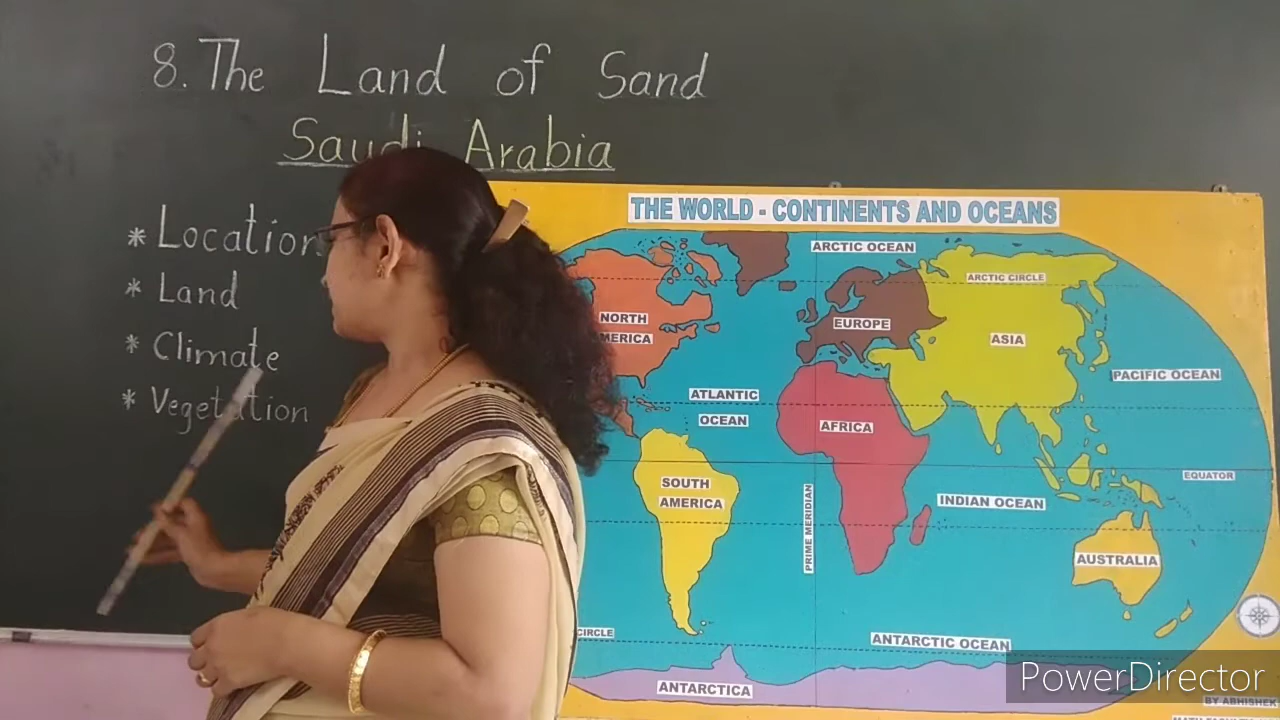 8. The Land of Sand
Saudi Arabia
* Location
* Land
* Climate
* Vegetation
THE WORLD - CONTINENTS AND OCEANS
ARCTIC OCEAN
ARCTIC CIRCLE
NORTH
EUROPE
ASIA
PACIFIC OCEAN
ATLANTIC
OCEAN
AFRICA
EQUATOR
SOUTH
AMERICA
PRIME MERIDIAN
INDIAN OCEAN
AUSTRALIA
CIRCLE
ANTARCTIC OCEAN
ANTARCTICA
PowerDirector
BY ABHISHEK